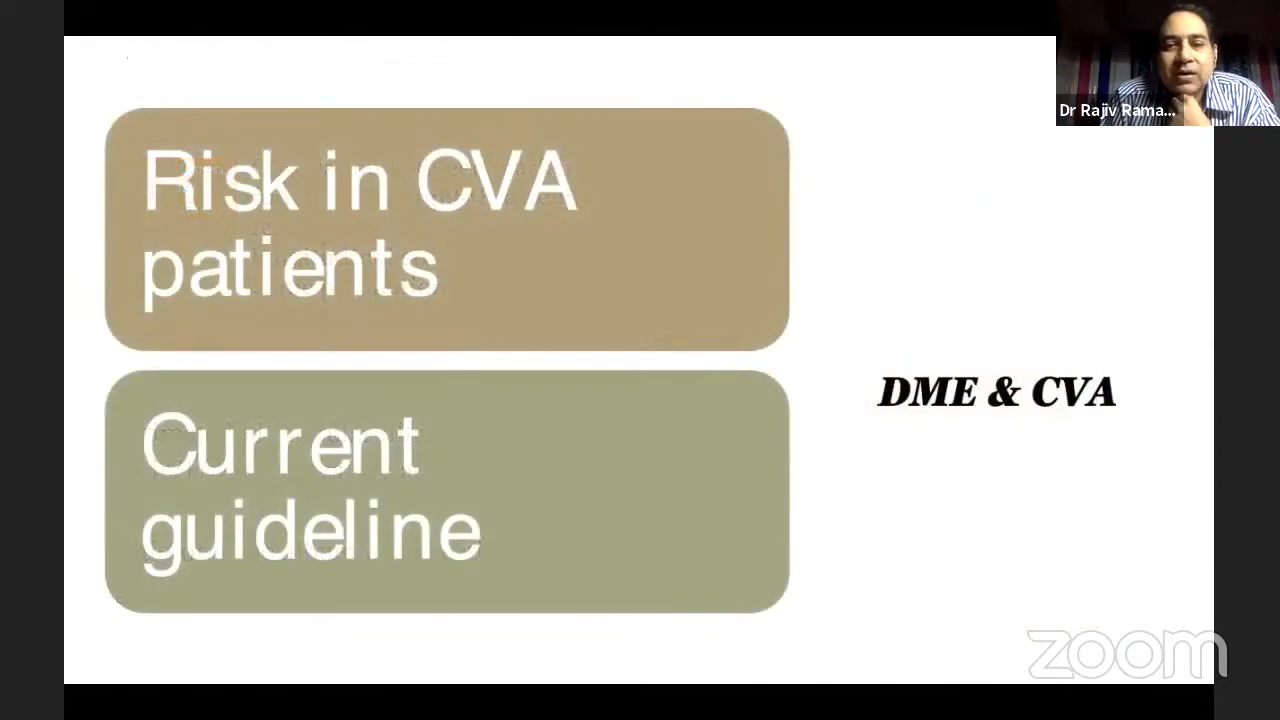 Risk in CVA
patients
Current
guideline
DME & CVA
Dr Rajiv Rama...
zoom